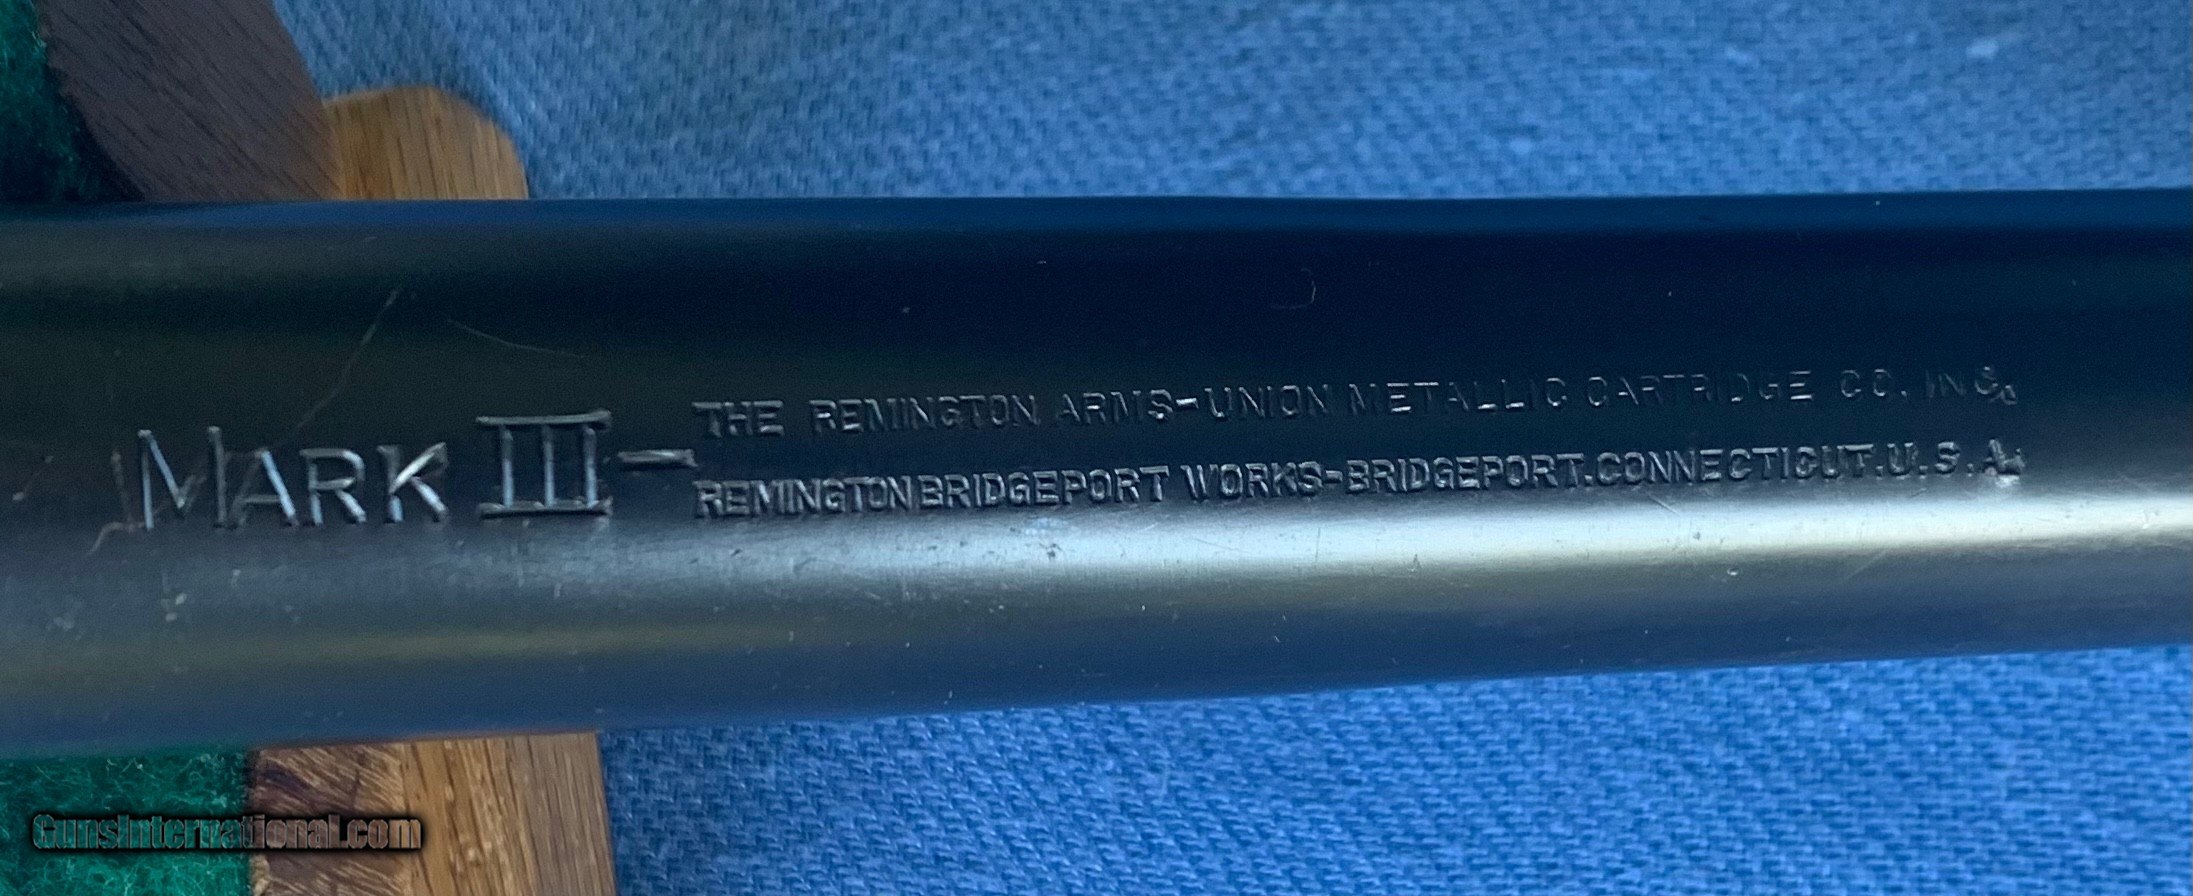 MARK III-
THE REMINGTON ARMS-UNION METALLIC CARTRIDGE CO. INC.
REMINGTON BRIDGEPORT WORKS-BRIDGEPORT.CONNECTICUT.U.S.A.
GunsInternational.com